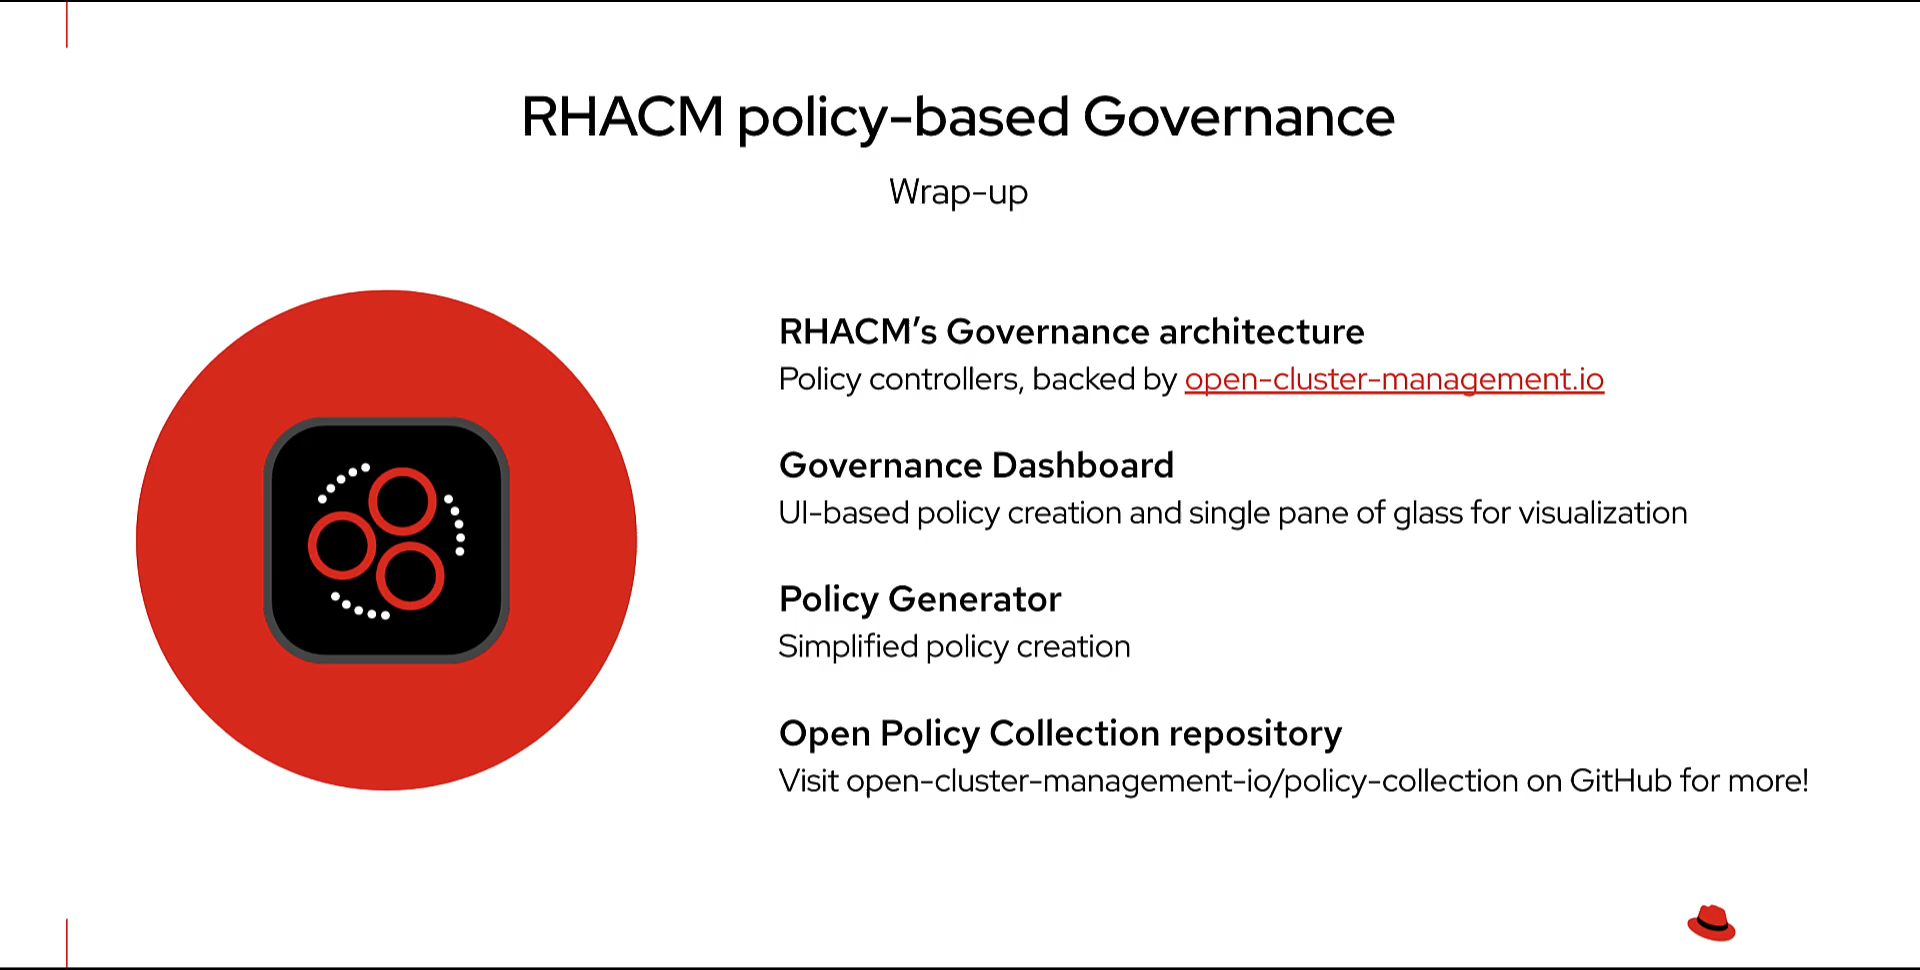 RHACM policy-based Governance
Wrap-up
RHACM’s Governance architecture
Policy controllers, backed by open-cluster-management.io
Governance Dashboard
UI-based policy creation and single pane of glass for visualization
Policy Generator
Simplified policy creation
Open Policy Collection repository
Visit open-cluster-management-io/policy-collection on GitHub for more!